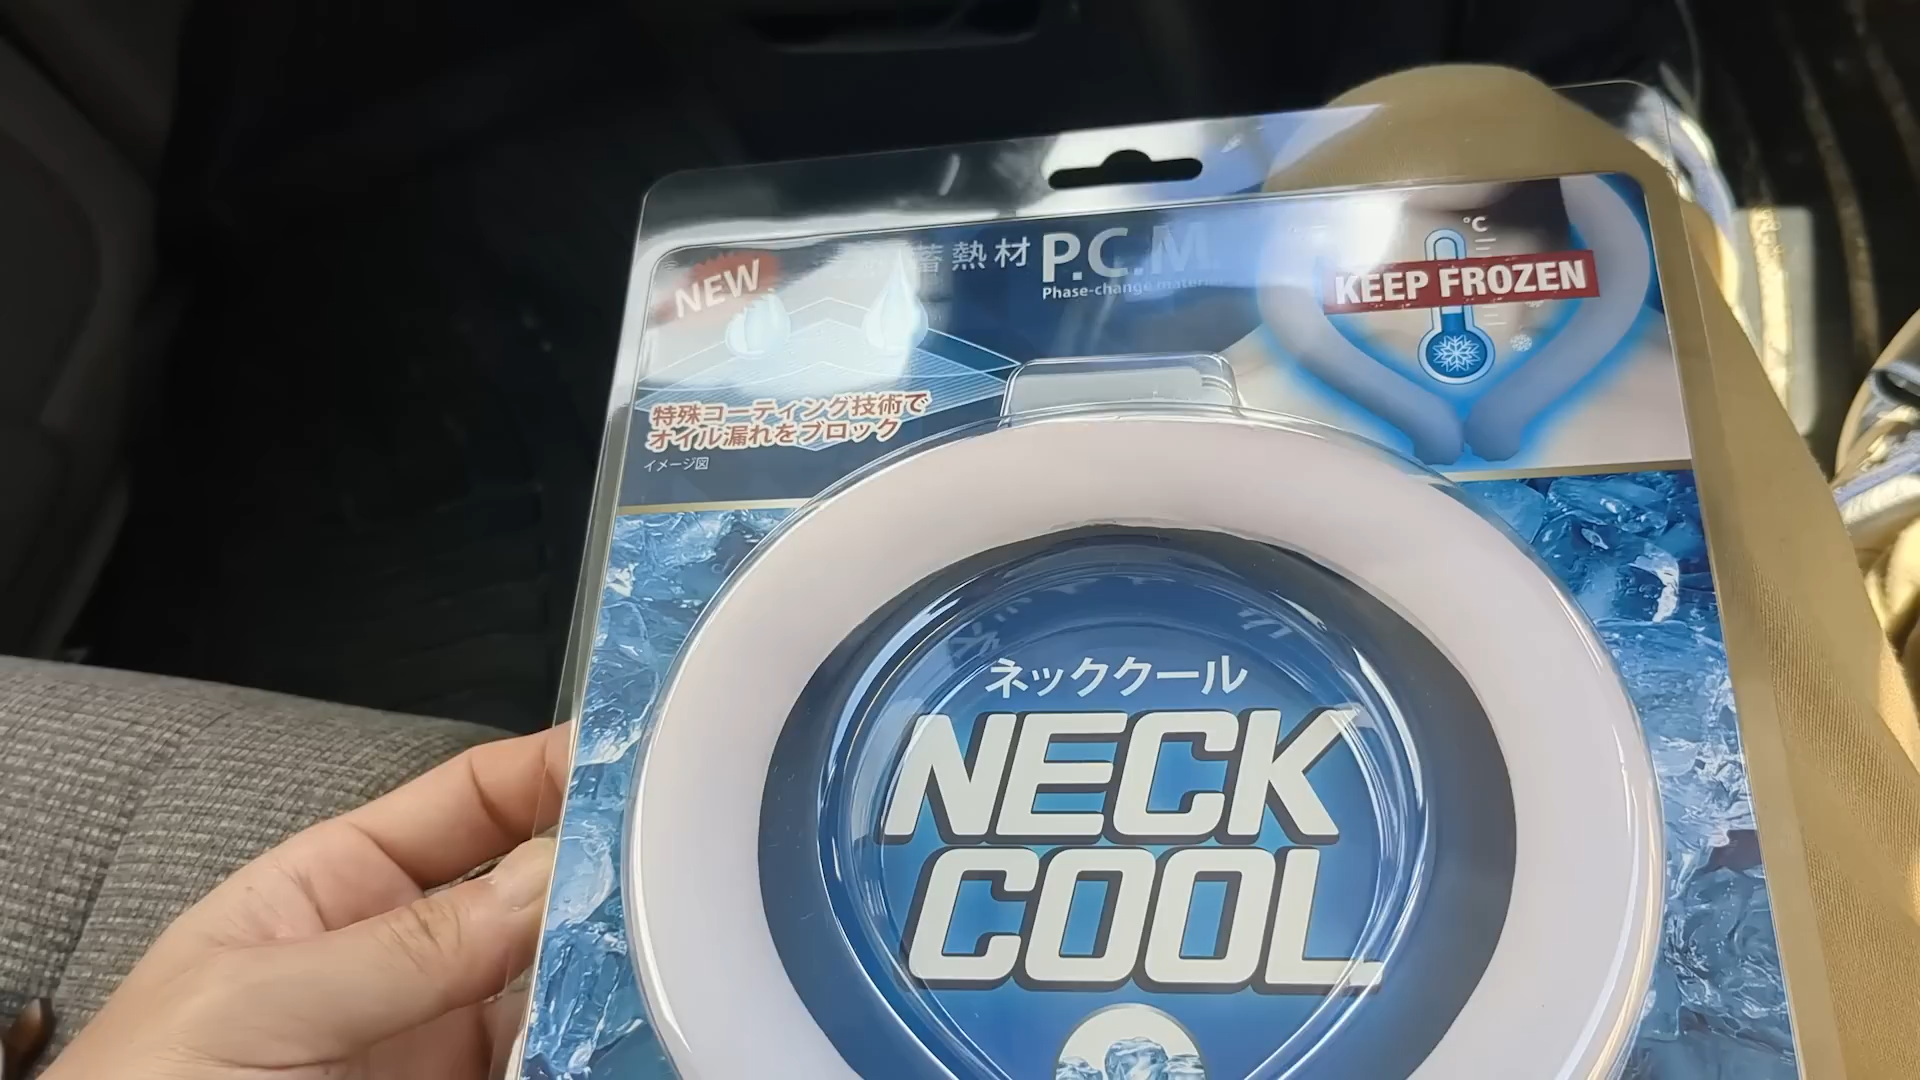 NEW
蓄熱材 P.C.M.
Phase-change material
°C
KEEP FROZEN
特殊コーティング技術で
オイル漏れをブロック
イメージ図
ネッククール
NECK
COOL